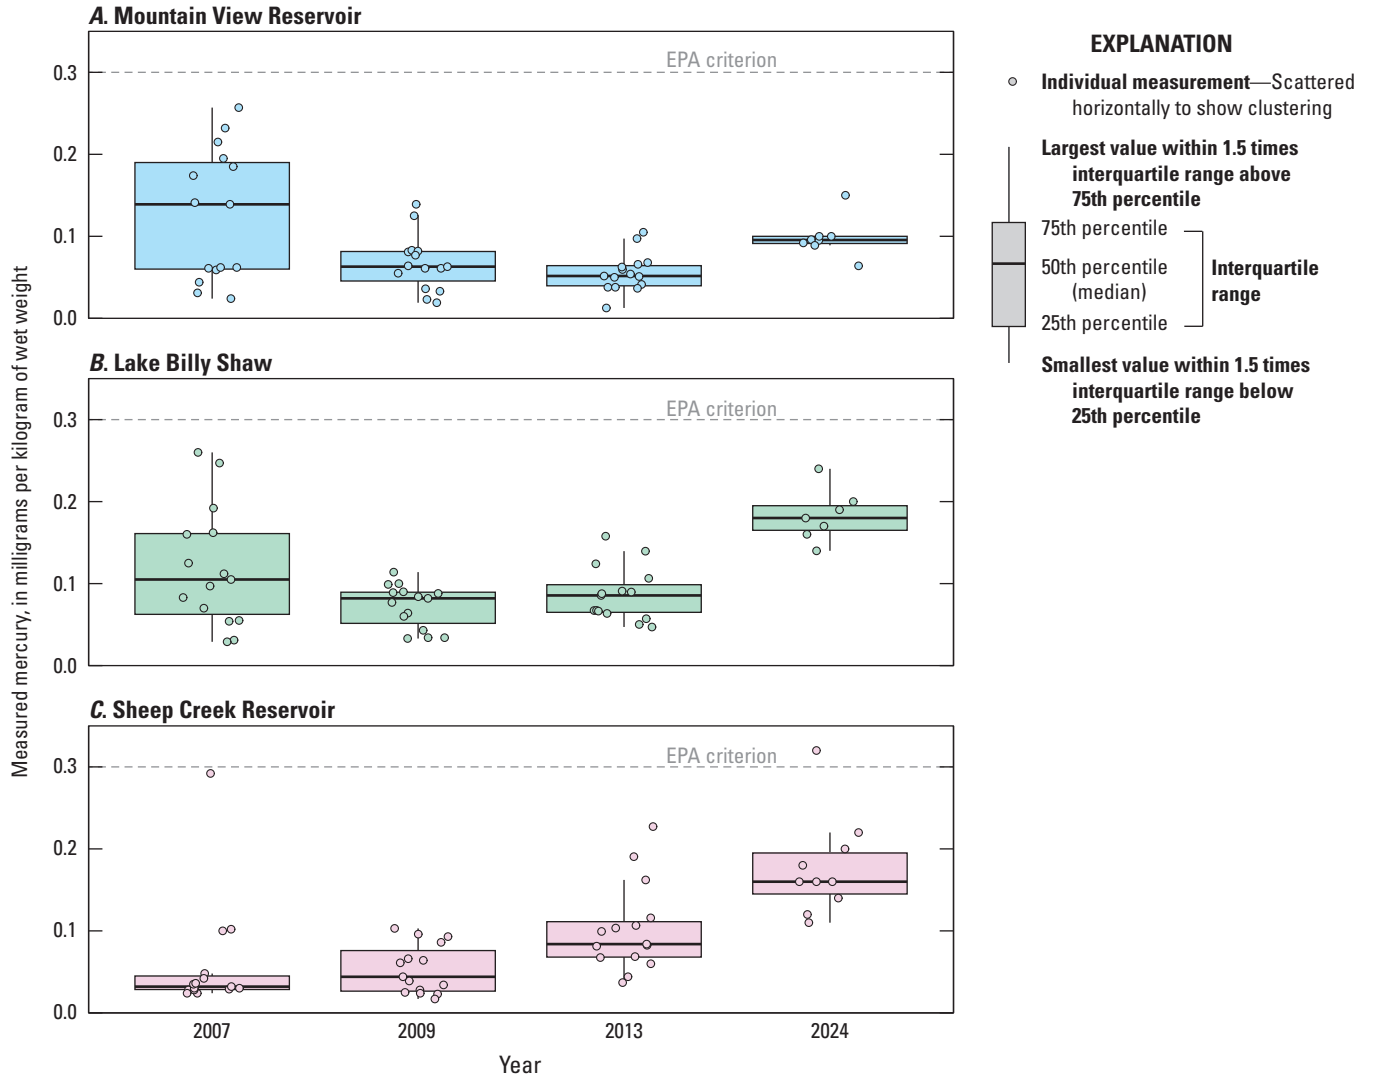 A. Mountain View Reservoir
EPA criterion
0.3
0.2
0.1
0.0
B. Lake Billy Shaw
EPA criterion
0.3
0.2
0.1
0.0
C. Sheep Creek Reservoir
EPA criterion
0.3
0.2
0.1
0.0
2007 2009 2013 2024
Year
Measured mercury, in milligrams per kilogram of wet weight
EXPLANATION
Individual measurement—Scattered
horizontally to show clustering
Largest value within 1.5 times
interquartile range above
75th percentile
75th percentile
50th percentile
(median)
25th percentile
Interquartile
range
Smallest value within 1.5 times
interquartile range below
25th percentile